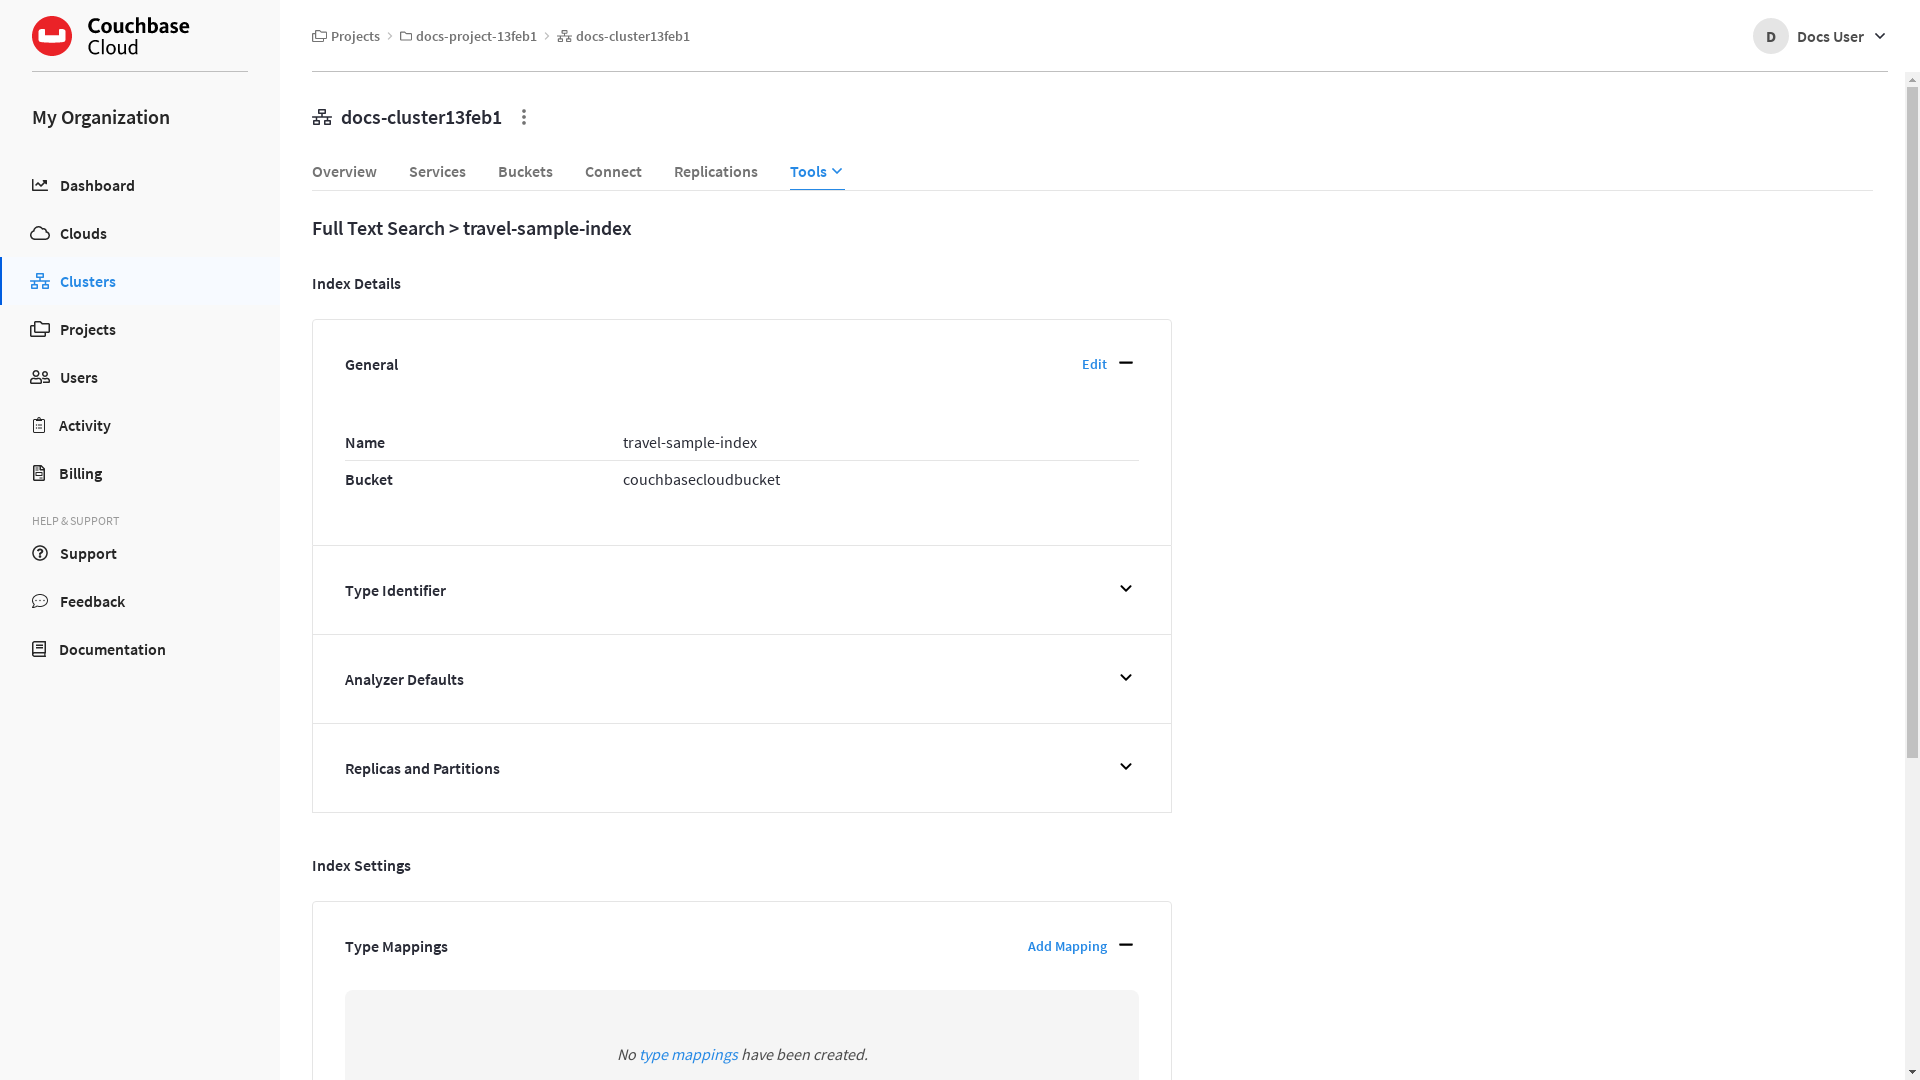 Couchbase
Cloud
Projects > docs-project-13feb1 > docs-cluster13feb1
D Docs User
My Organization
Dashboard
Clouds
Clusters
Projects
Users
Activity
Billing
HELP & SUPPORT
Support
Feedback
Documentation
docs-cluster13feb1
Overview Services Buckets Connect Replications Tools
Full Text Search > travel-sample-index
Index Details
General Edit
Name travel-sample-index
Bucket couchbasecloudbucket
Type Identifier
Analyzer Defaults
Replicas and Partitions
Index Settings
Type Mappings Add Mapping
No type mappings have been created.